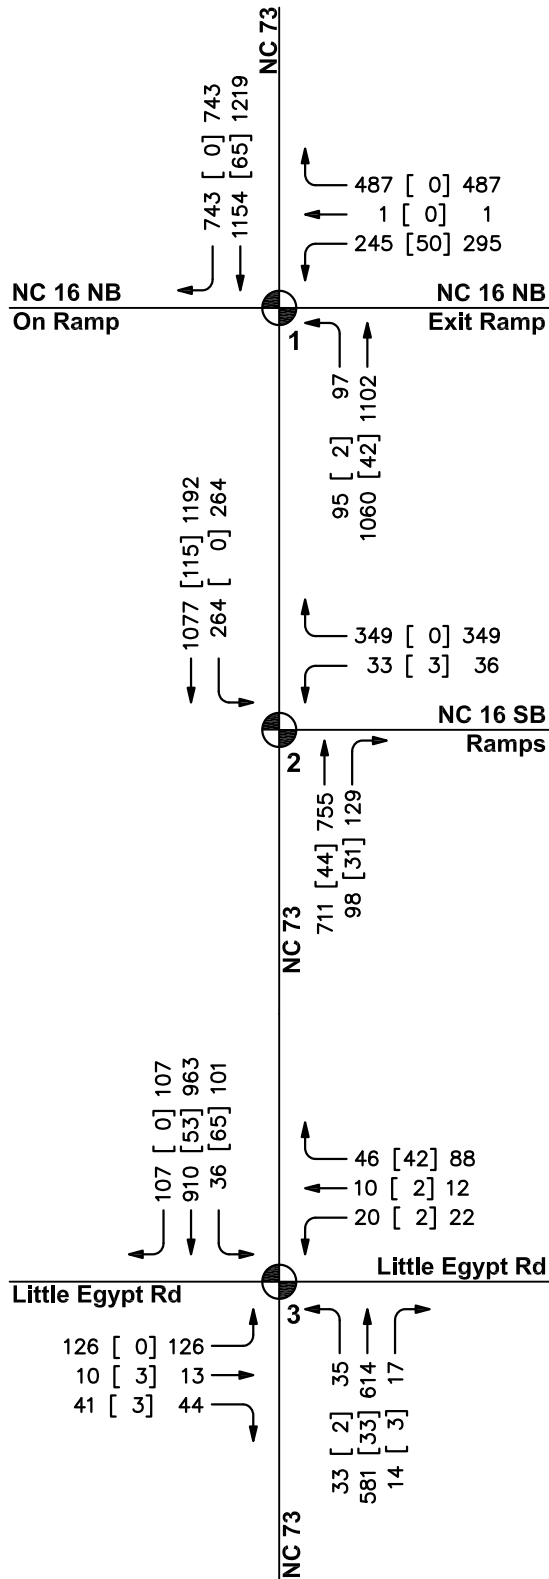 NC 73
743 [ 0] 743
1154 [65] 1219
487 [ 0] 487
1 [ 0] 1
245 [50] 295
NC 16 NB
On Ramp
NC 16 NB
Exit Ramp
1
95 [ 2] 97
1060 [42] 1102
1077 [115] 1192
264 [ 0] 264
349 [ 0] 349
33 [ 3] 36
NC 16 SB
Ramps
2
711 [44] 755
98 [31] 129
NC 73
107 [ 0] 107
910 [53] 963
36 [65] 101
46 [42] 88
10 [ 2] 12
20 [ 2] 22
Little Egypt Rd
Little Egypt Rd
3
126 [ 0] 126
10 [ 3] 13
41 [ 3] 44
33 [ 2] 35
581 [33] 614
14 [ 3] 17
NC 73